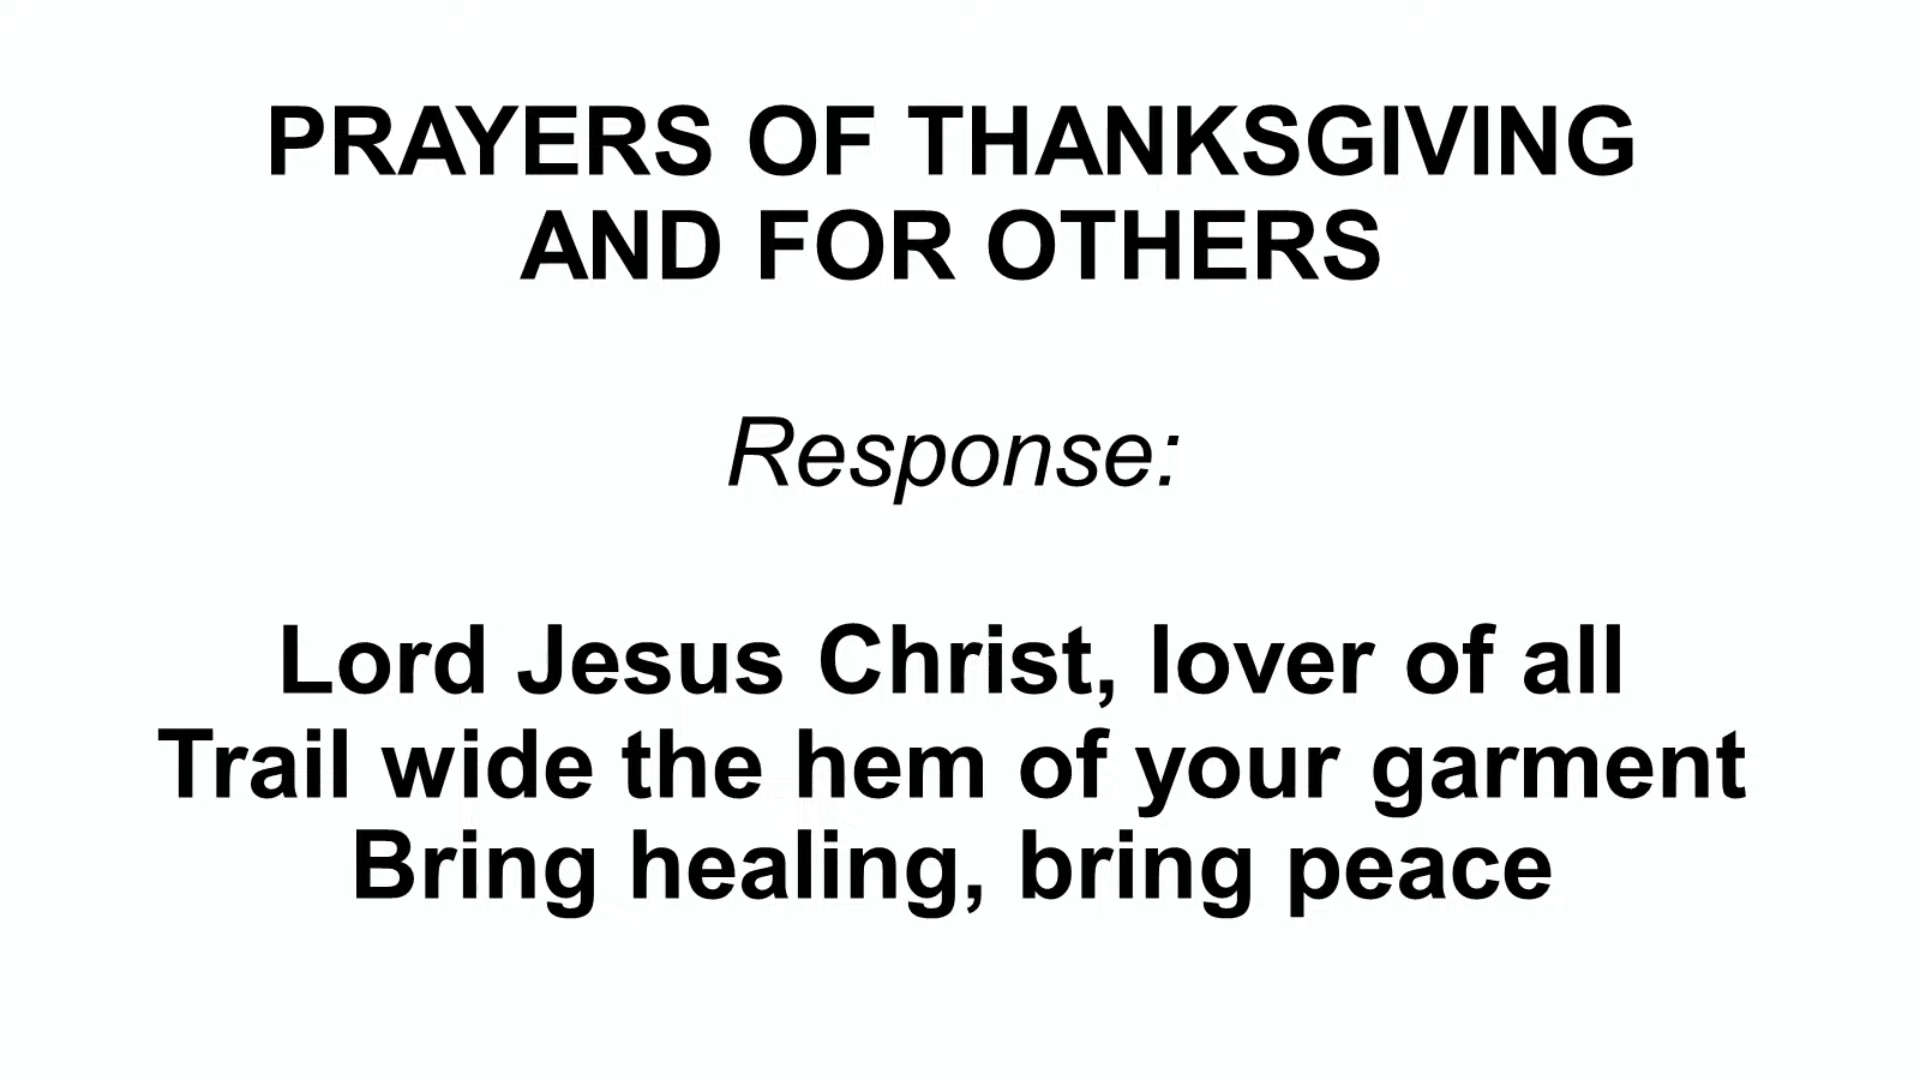 PRAYERS OF THANKSGIVING
AND FOR OTHERS
Response:
Lord Jesus Christ, lover of all
Trail wide the hem of your garment
Bring healing, bring peace